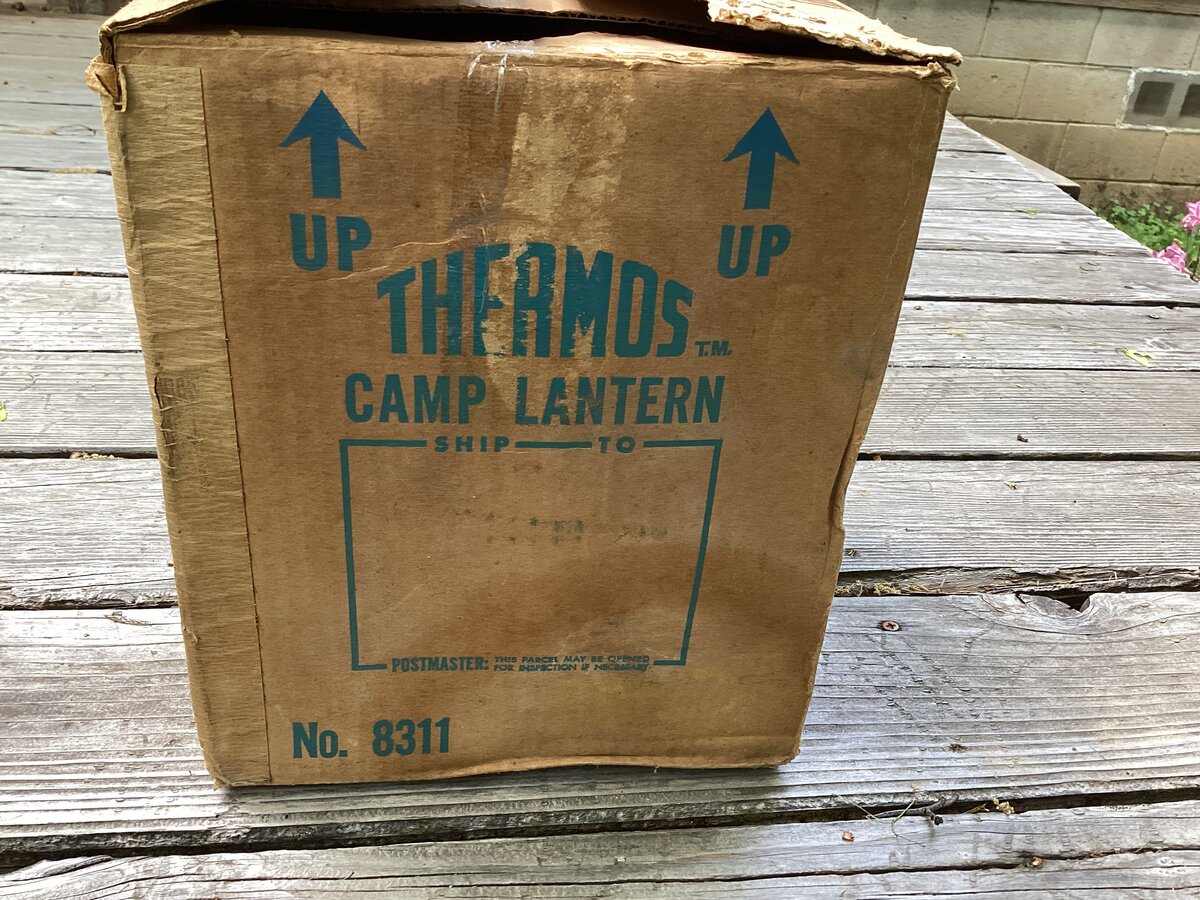 UP
UP
THERMOS T.M.
CAMP LANTERN
SHIP TO
POSTMASTER: THIS PARCEL MAY BE OPENED
FOR INSPECTION IF NECESSARY
No. 8311